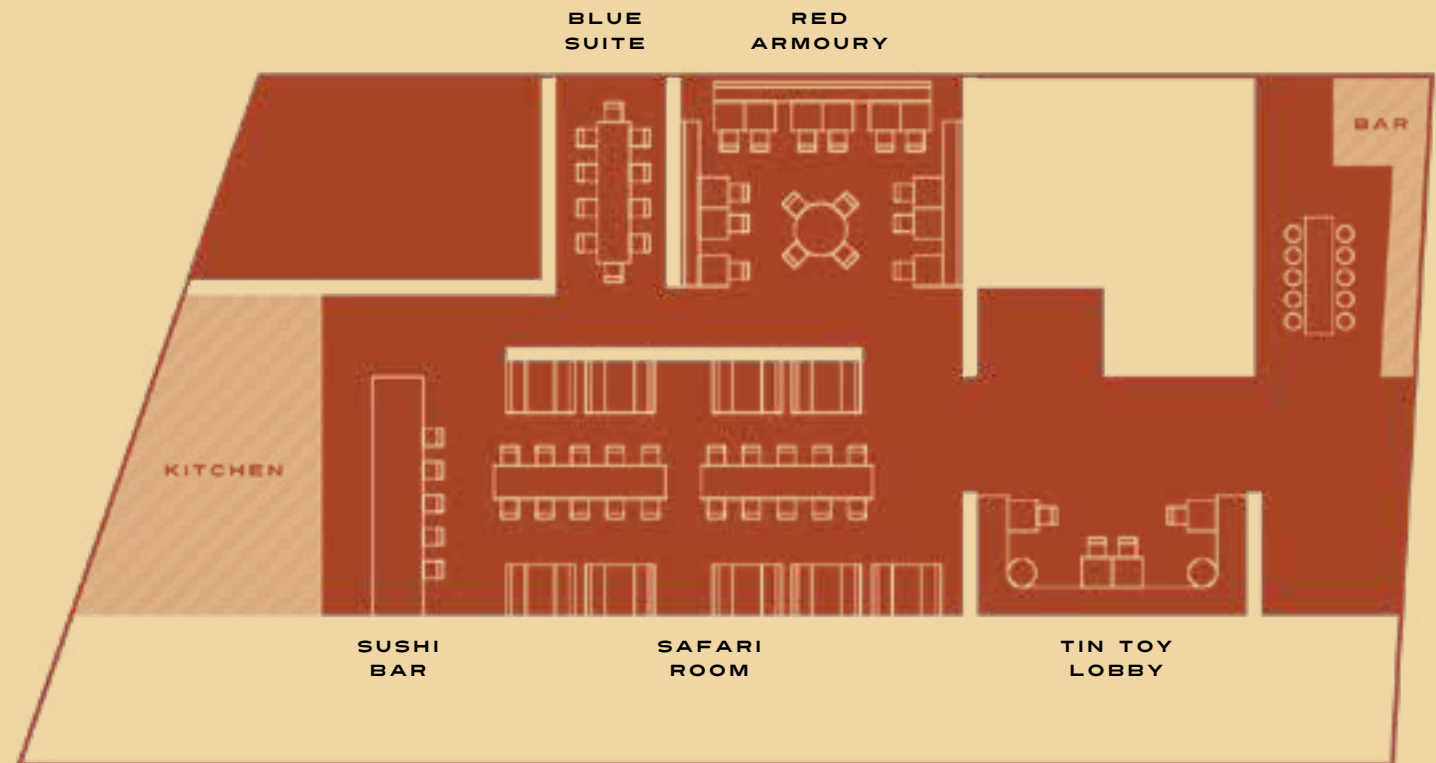 BLUE
SUITE
RED
ARMOURY
BAR
KITCHEN
SUSHI
BAR
SAFARI
ROOM
TIN TOY
LOBBY